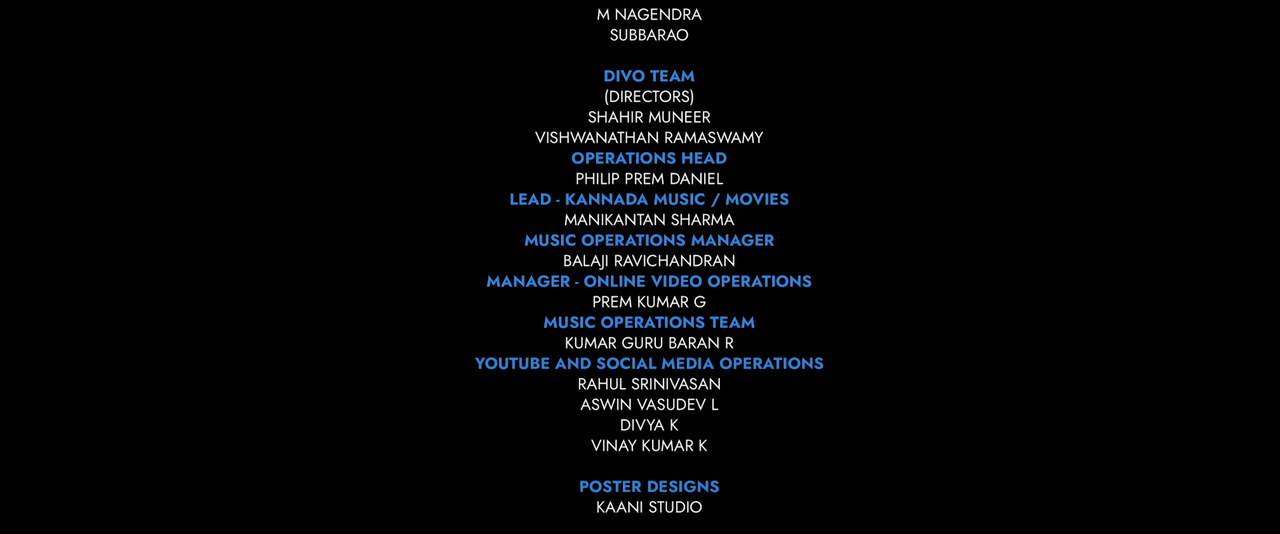 M NAGENDRA
SUBBARAO
DIVO TEAM
(DIRECTORS)
SHAHIR MUNEER
VISHWANATHAN RAMASWAMY
OPERATIONS HEAD
PHILIP PREM DANIEL
LEAD - KANNADA MUSIC / MOVIES
MANIKANTAN SHARMA
MUSIC OPERATIONS MANAGER
BALAJI RAVICHANDRAN
MANAGER - ONLINE VIDEO OPERATIONS
PREM KUMAR G
MUSIC OPERATIONS TEAM
KUMAR GURU BARAN R
YOUTUBE AND SOCIAL MEDIA OPERATIONS
RAHUL SRINIVASAN
ASWIN VASUDEV L
DIVYA K
VINAY KUMAR K
POSTER DESIGNS
KAANI STUDIO